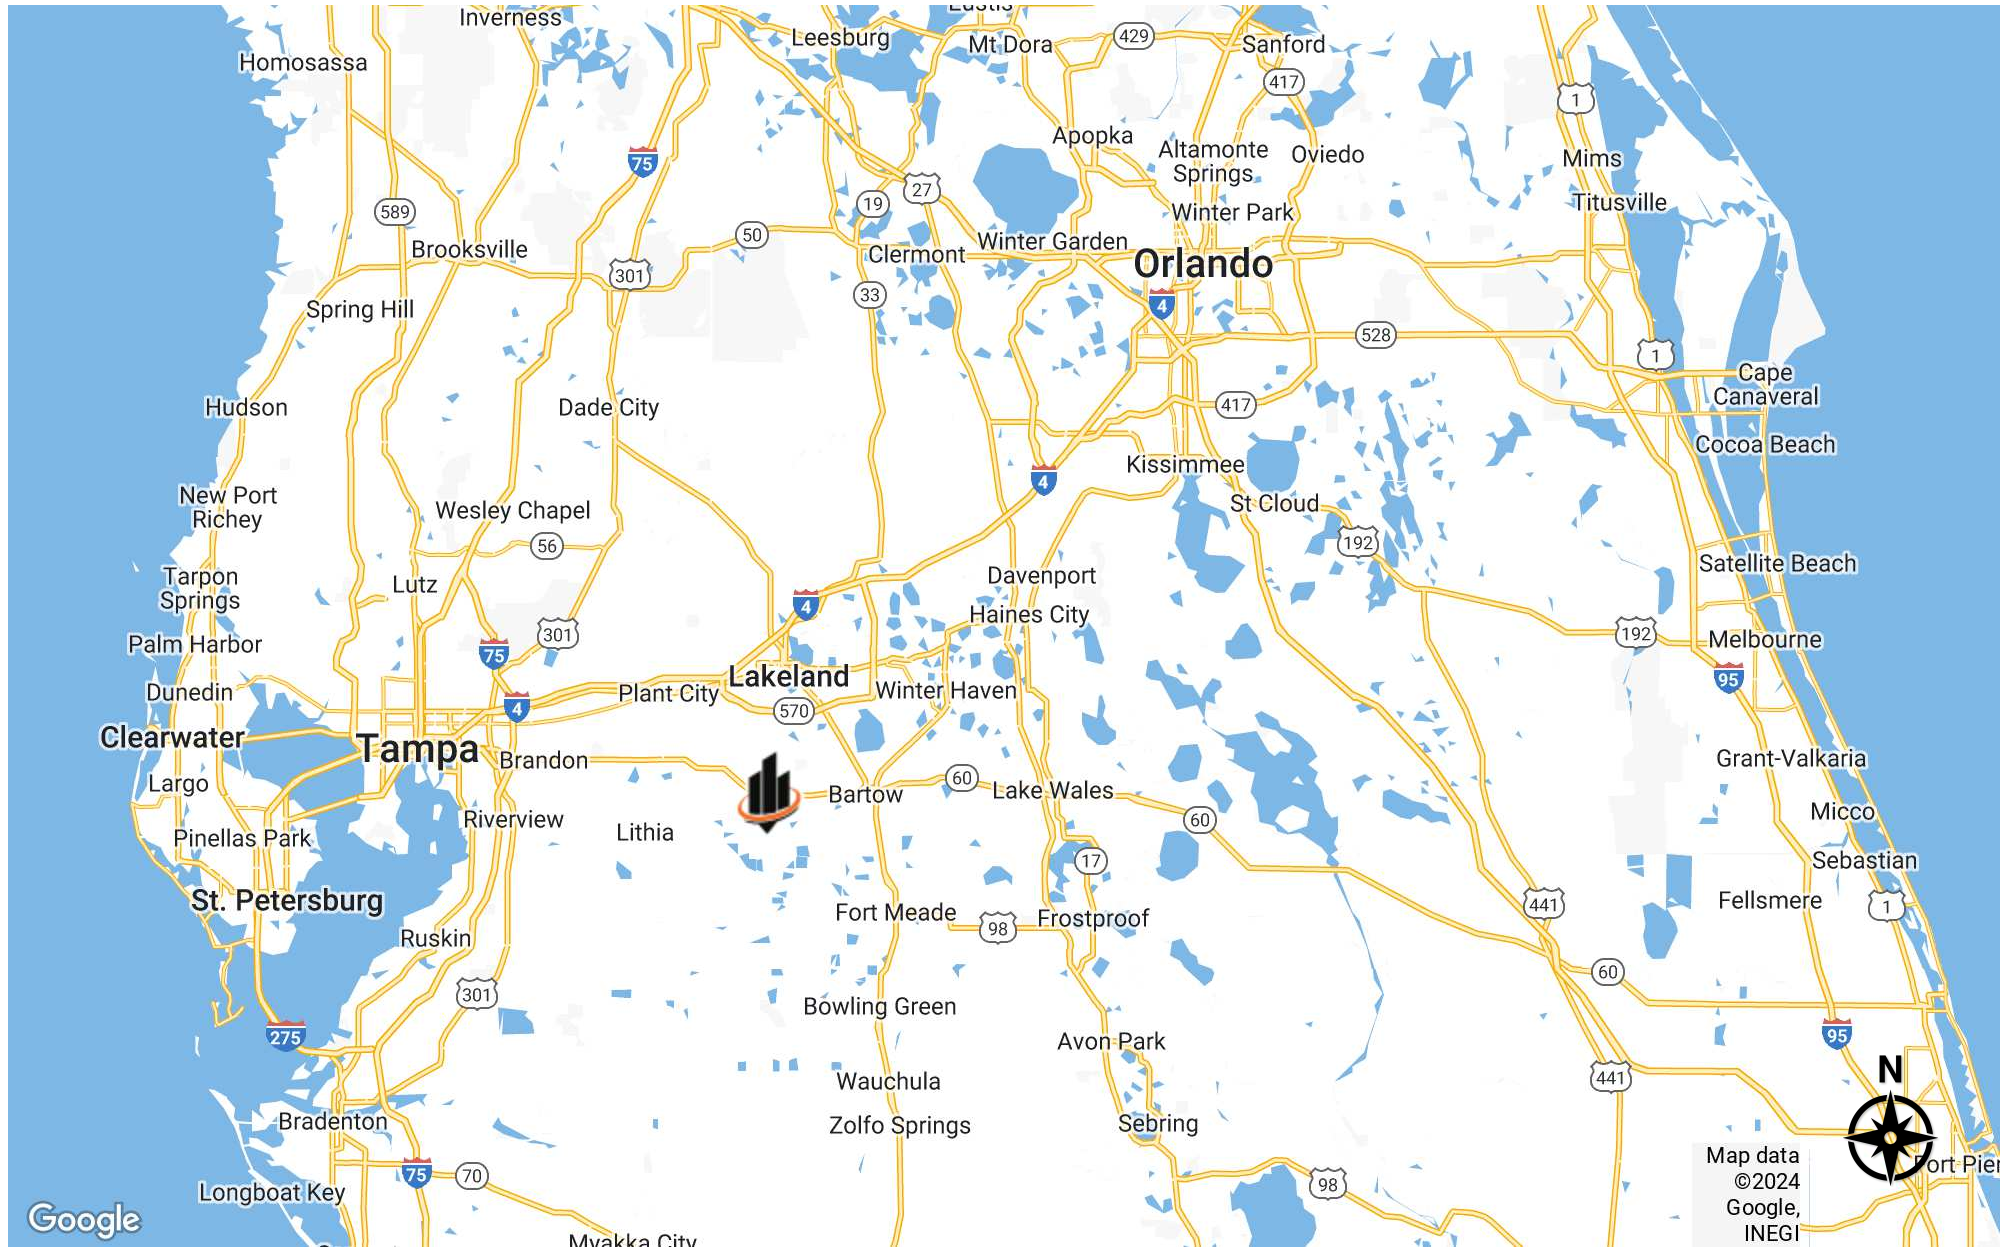 Inverness
Eustis
Leesburg
Mt Dora
429
Sanford
Homosassa
417
1
Apopka
Altamonte
Springs
Oviedo
Mims
75
27
19
Titusville
589
Winter Park
50
Brooksville
Clermont
Winter Garden
Orlando
301
33
4
Spring Hill
528
1
Cape
Canaveral
Hudson
Dade City
417
Cocoa Beach
Kissimmee
4
New Port
Richey
Wesley Chapel
St Cloud
56
192
Satellite Beach
Tarpon
Springs
Lutz
Davenport
4
Haines City
301
192
Palm Harbor
75
Melbourne
Lakeland
95
Dunedin
4
Plant City
Winter Haven
570
Clearwater
Tampa
Brandon
Grant-Valkaria
Largo
60
Bartow
Lake Wales
Micco
Riverview
60
Lithia
Pinellas Park
17
Sebastian
St. Petersburg
Fellsmere
441
1
Fort Meade
98
Frostproof
Ruskin
60
301
Bowling Green
275
95
Avon Park
N
Wauchula
441
Bradenton
Zolfo Springs
Sebring
Map data
©2024
Google,
INEGI
Fort Pier
75
70
98
Longboat Key
Google
Myakka City